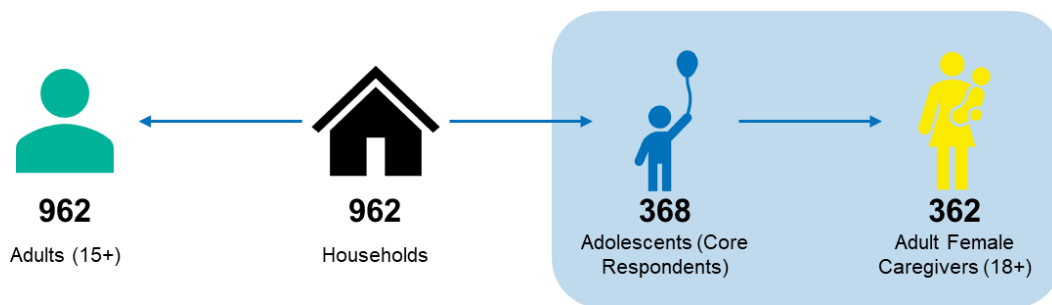 962
Adults (15+)
962
Households
368
Adolescents (Core
Respondents)
362
Adult Female
Caregivers (18+)